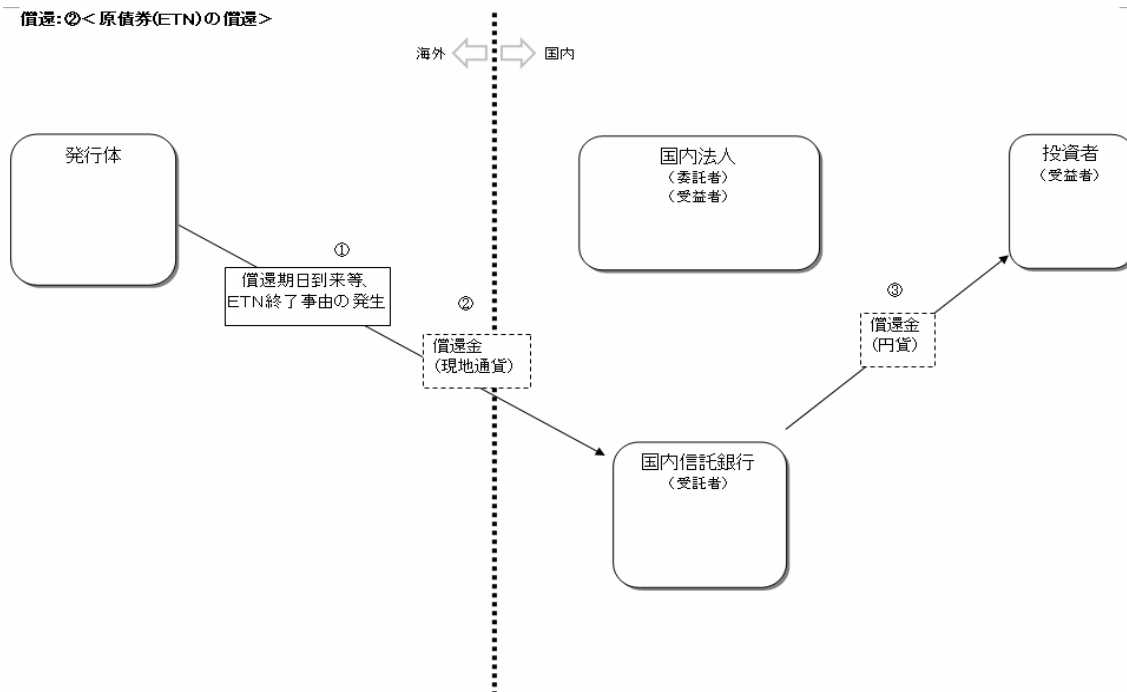 償還:②<原債券(ETN)の償還>
海外
国内
発行体
国内法人
(委託者)
(受益者)
投資者
(受益者)
①
償還期日到来等、
ETN終了事由の発生
②
償還金
(現地通貨)
③
償還金
(円貨)
国内信託銀行
(受託者)